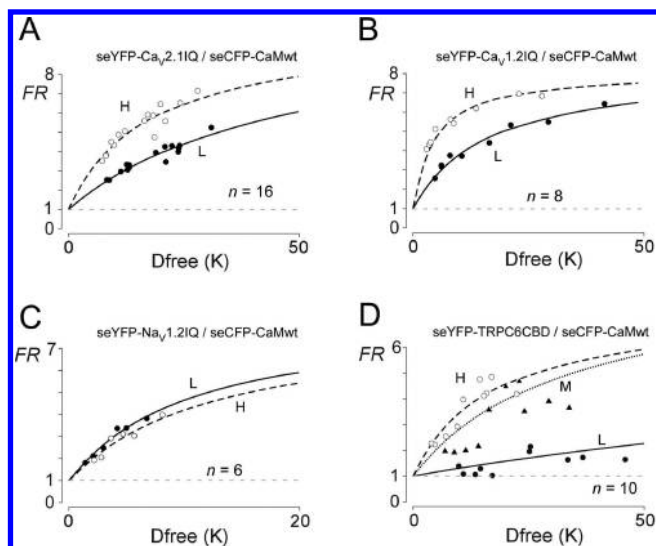 A
seYFP-CaV2.1IQ / seCFP-CaMwt
8
FR
H
L
n = 16
1
0
0
50
Dfree (K)
B
seYFP-CaV1.2IQ / seCFP-CaMwt
8
FR
H
L
n = 8
1
0
0
50
Dfree (K)
C
seYFP-NaV1.2IQ / seCFP-CaMwt
7
FR
L
H
n = 6
1
0
0
20
Dfree (K)
D
seYFP-TRPC6CBD / seCFP-CaMwt
6
FR
H
M
L
n = 10
1
0
0
50
Dfree (K)